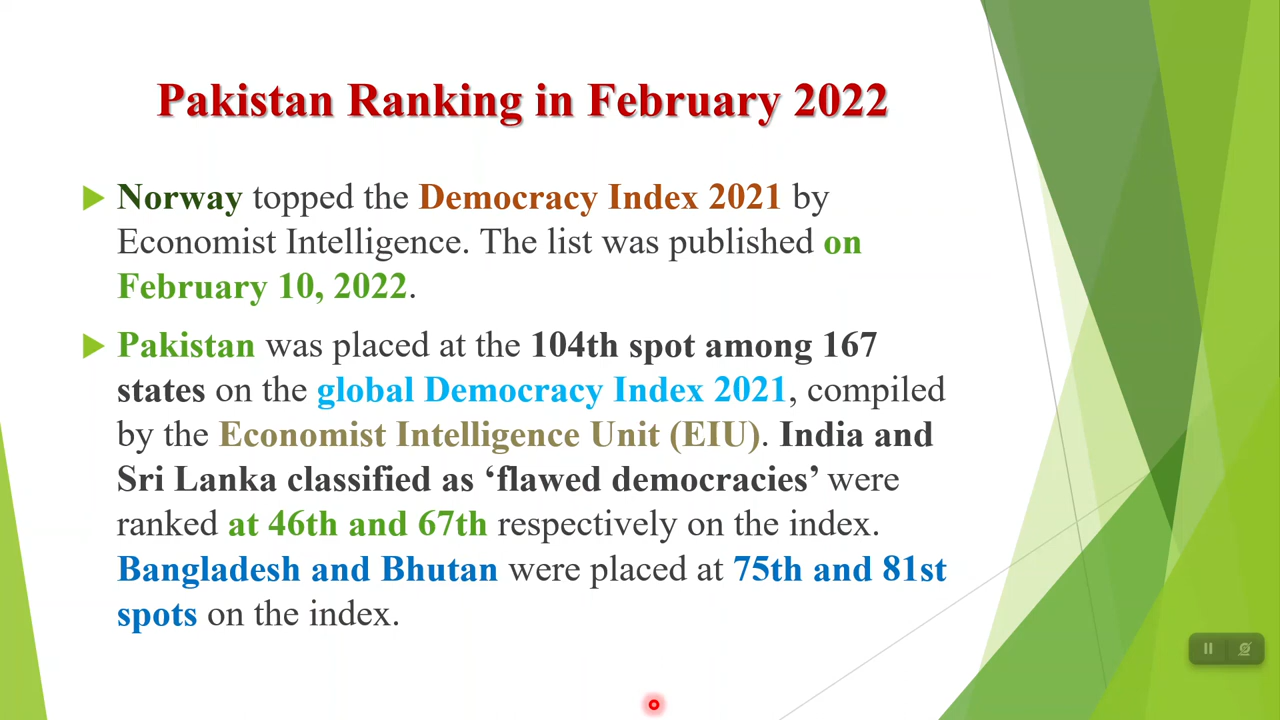 Pakistan Ranking in February 2022
Norway topped the Democracy Index 2021 by
Economist Intelligence. The list was published on
February 10, 2022.
Pakistan was placed at the 104th spot among 167
states on the global Democracy Index 2021, compiled
by the Economist Intelligence Unit (EIU). India and
Sri Lanka classified as ‘flawed democracies’ were
ranked at 46th and 67th respectively on the index.
Bangladesh and Bhutan were placed at 75th and 81st
spots on the index.